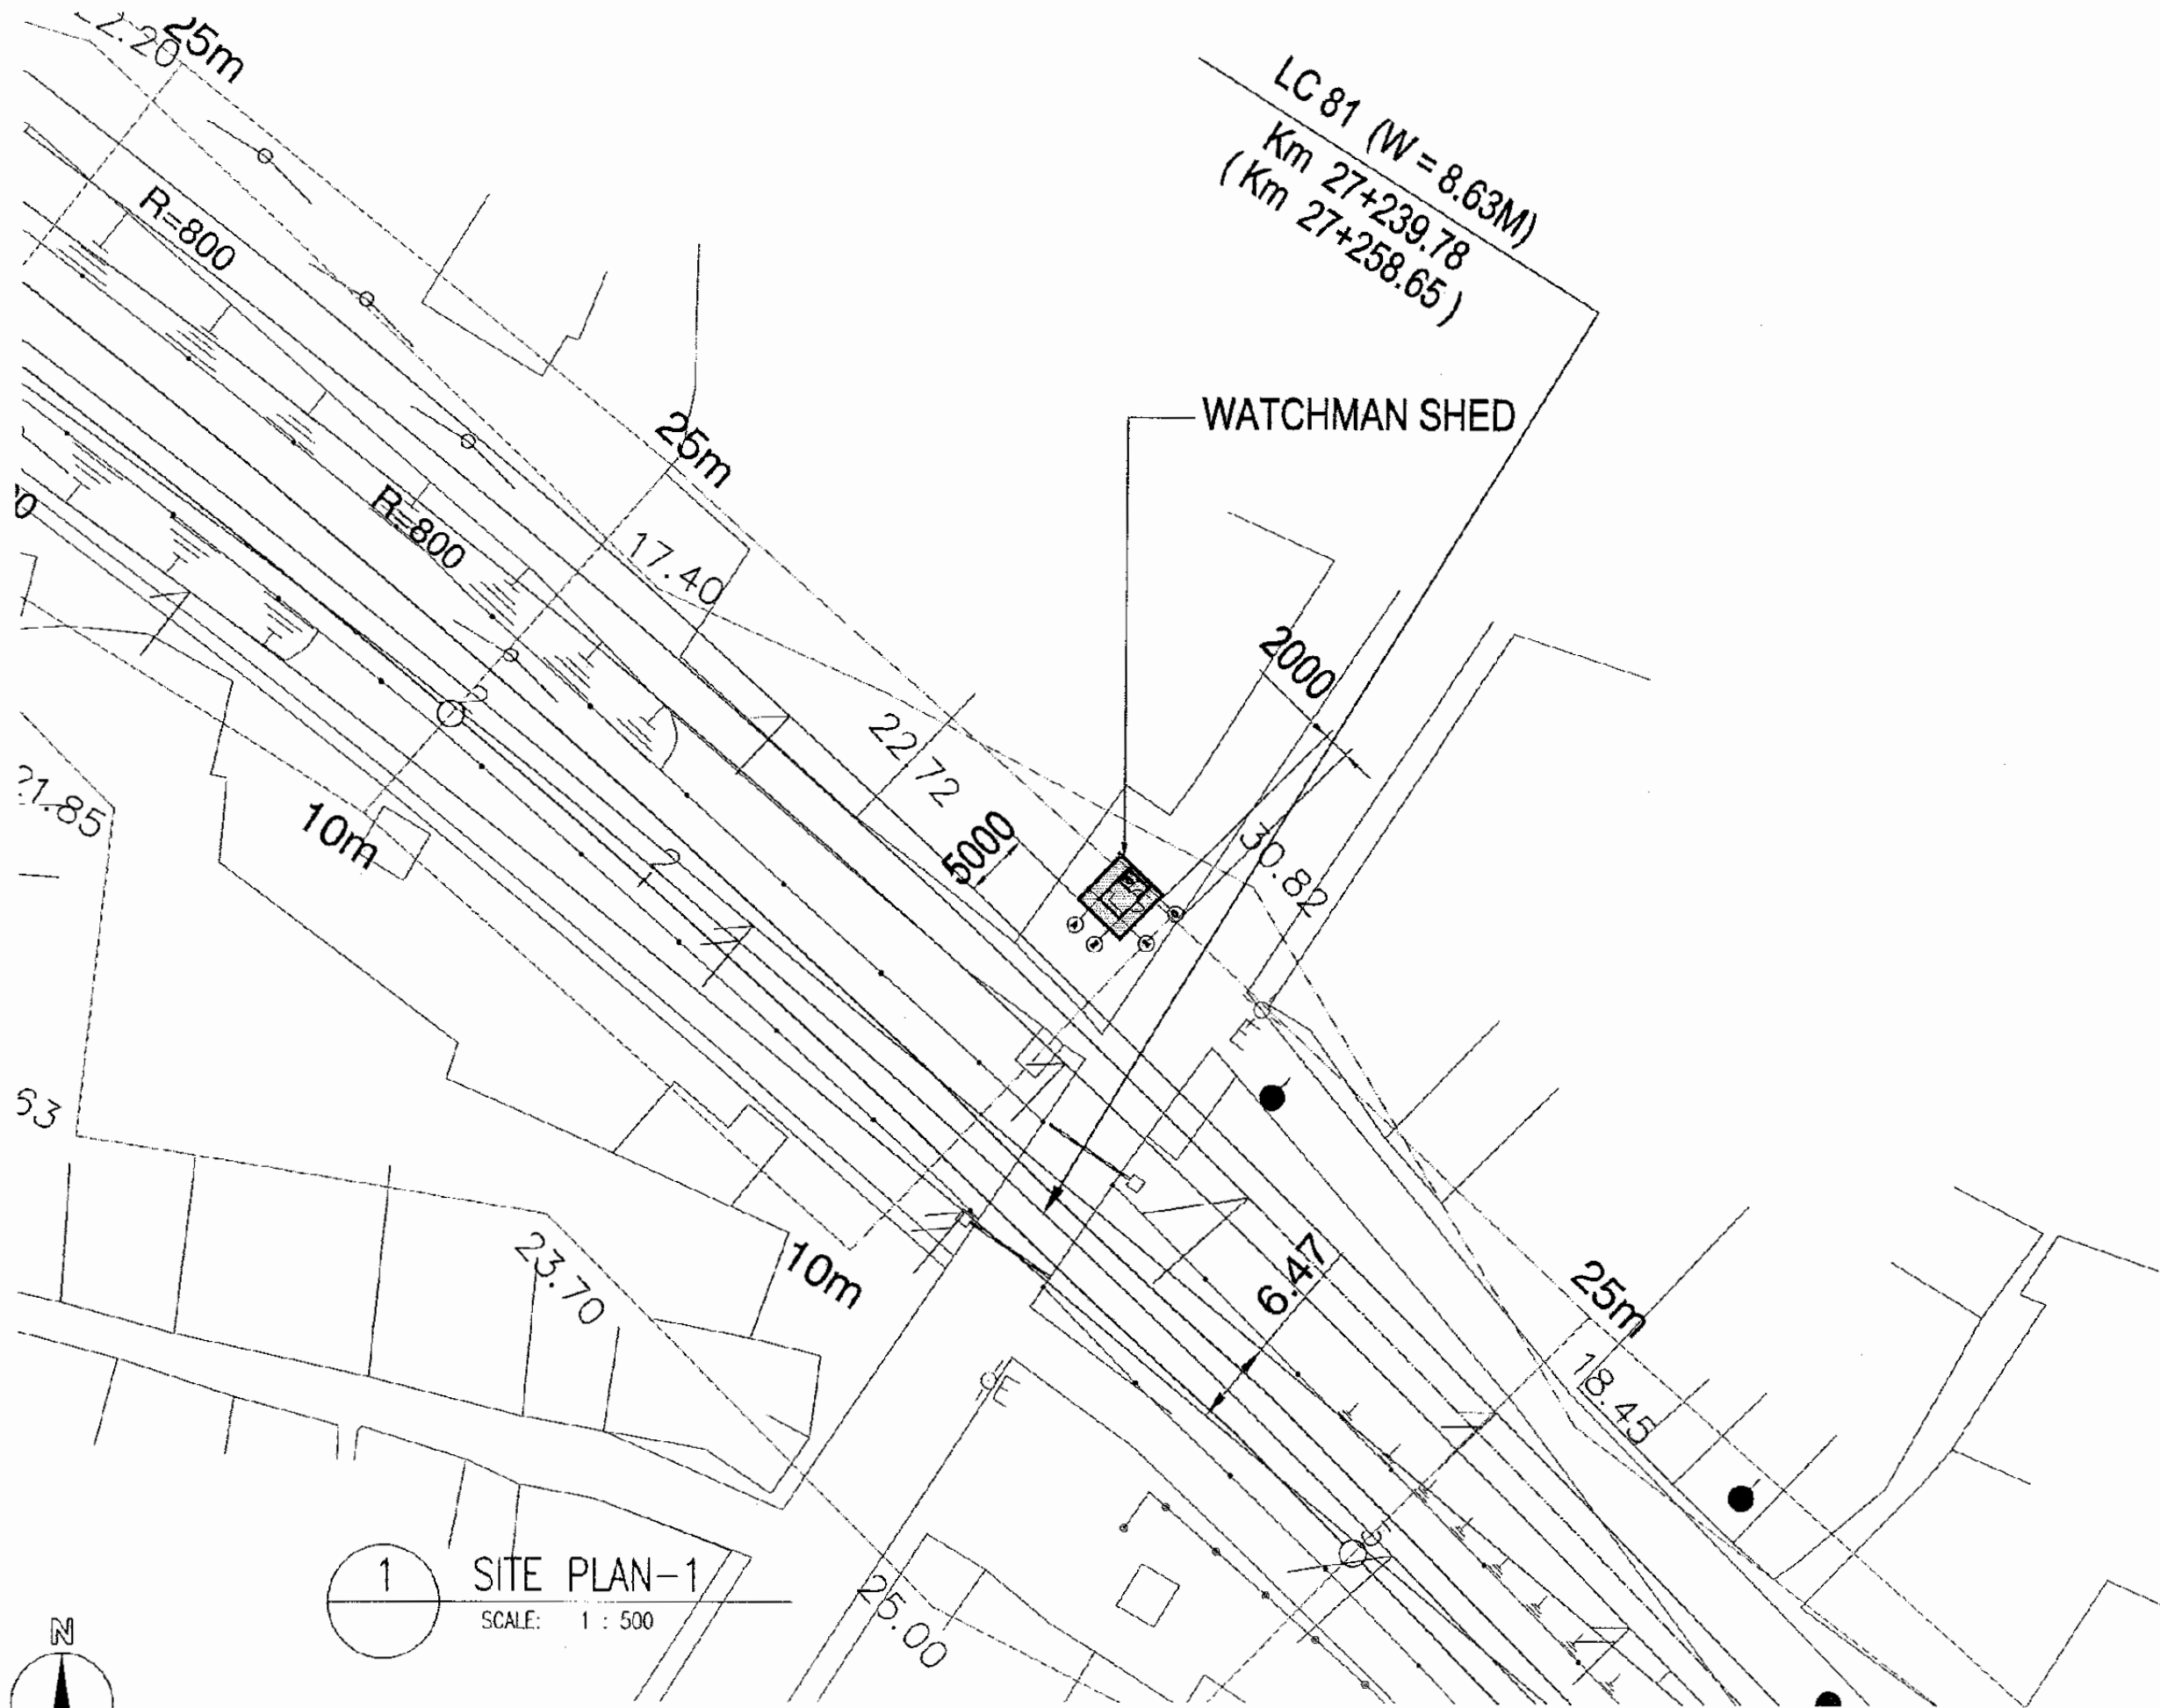 2.20
25m
LC 81 (W = 8.63M)
Km 27+239.78
( Km 27+258.65 )
R=800
WATCHMAN SHED
25m
R=800
17.40
2000
22.72
21.85
10m
5000
30.82
E
63
23.70
10m
6.47
25m
18.45
E
1
SITE PLAN-1
SCALE: 1 : 500
25.00
N